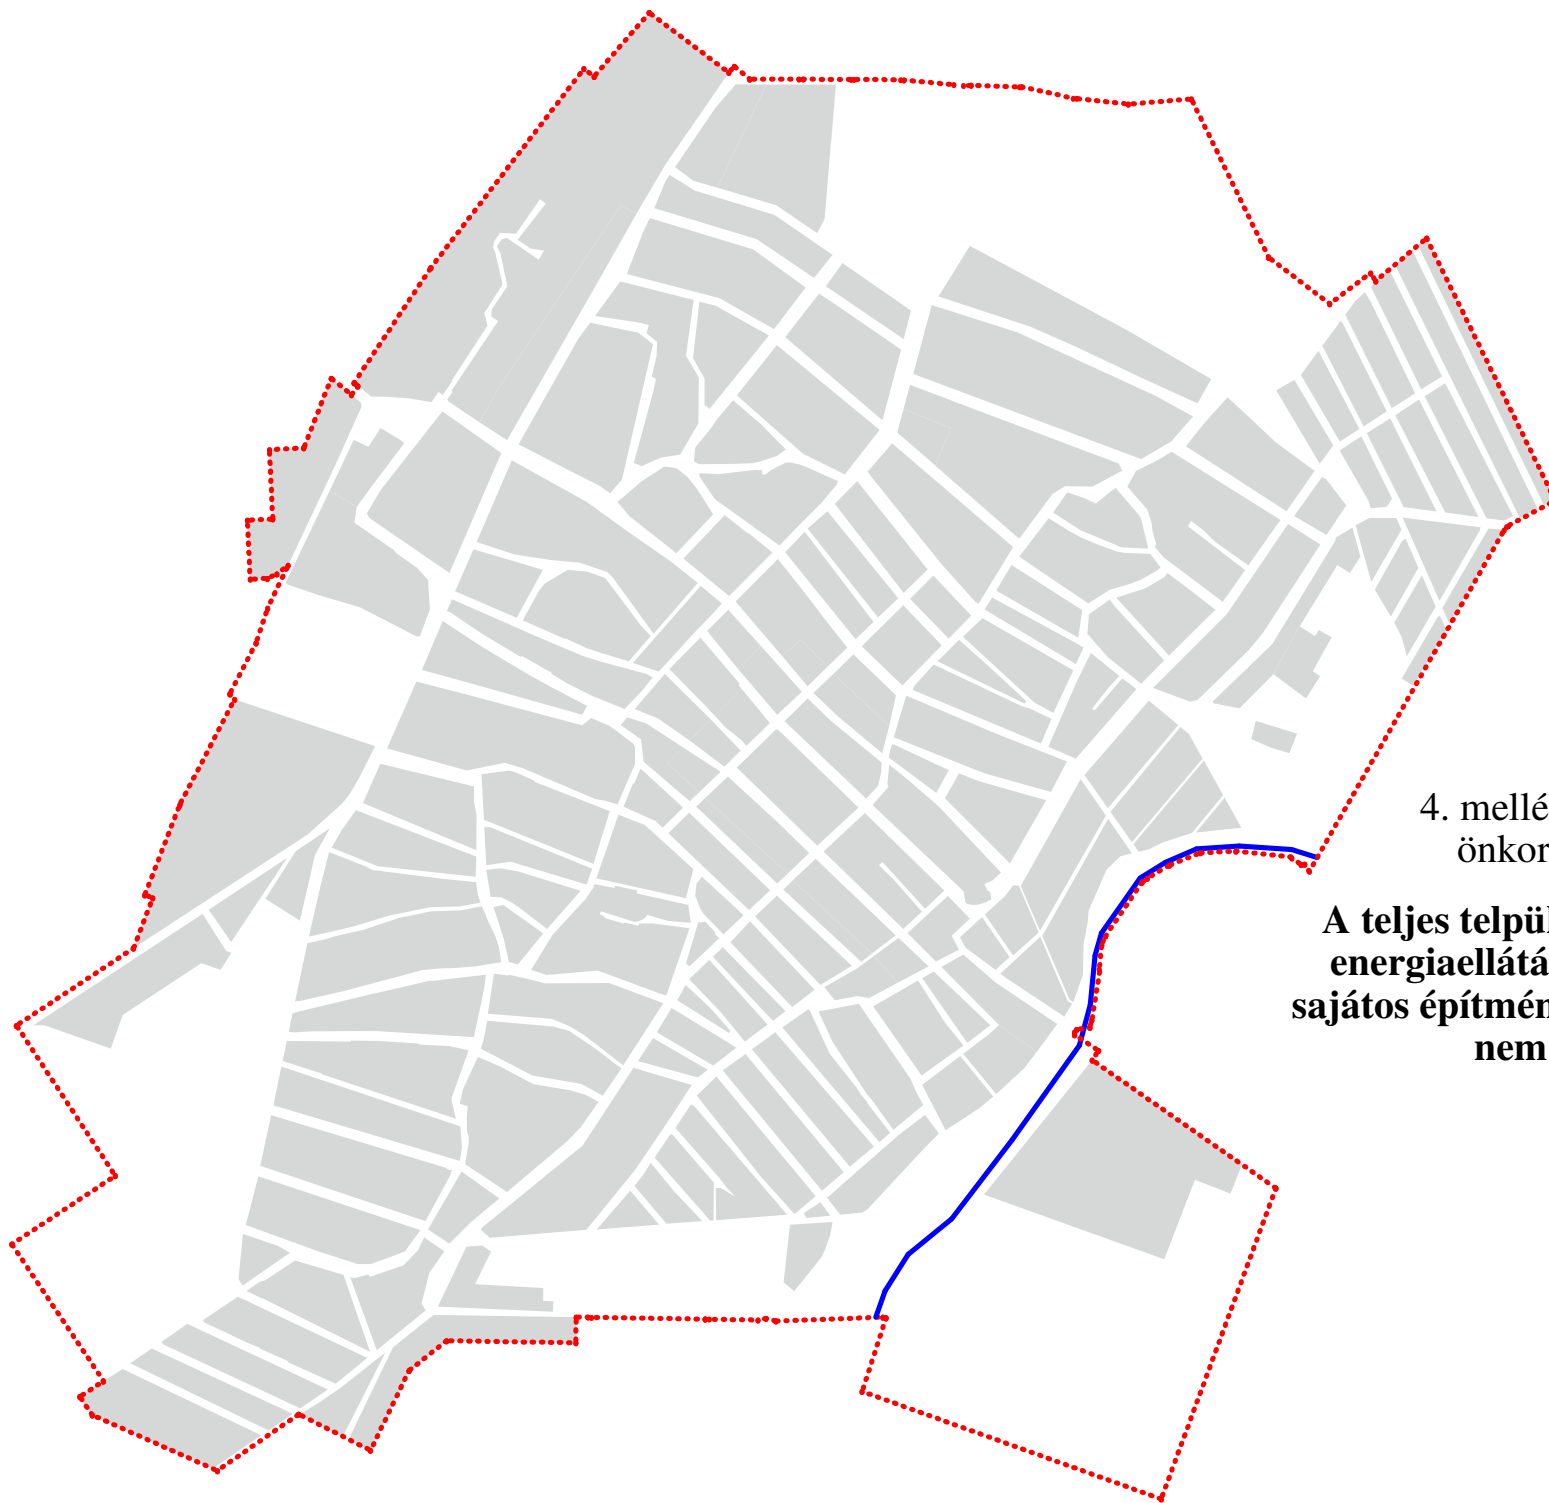 4. mellé
önkor
A teljes telpül
energiaellátá
sajátos építmén
nem